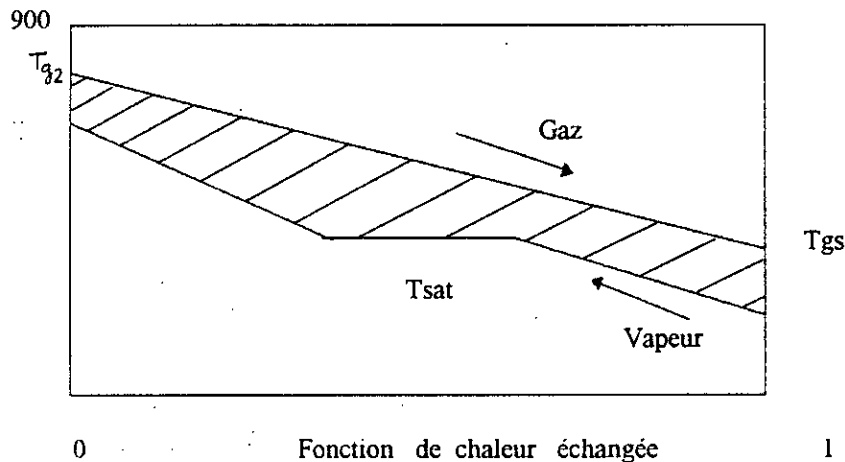 900
Tg2
Gaz
Tgs
Tsat
Vapeur
0 Fonction de chaleur échangée 1